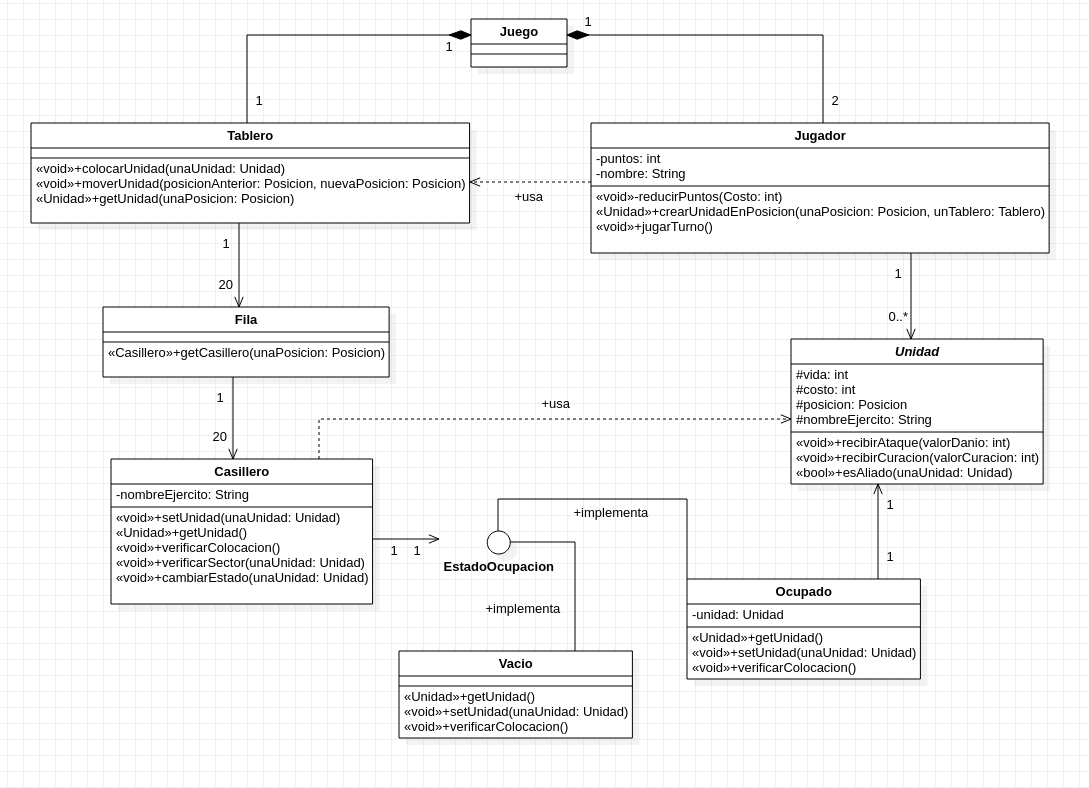 Juego
1
1
1
2
Tablero
«void»+colocarUnidad(unaUnidad: Unidad)
«void»+moverUnidad(posicionAnterior: Posicion, nuevaPosicion: Posicion)
«Unidad»+getUnidad(unaPosicion: Posicion)
Jugador
-puntos: int
-nombre: String
«void»-reducirPuntos(Costo: int)
«Unidad»+crearUnidadEnPosicion(unaPosicion: Posicion, unTablero: Tablero)
«void»+jugarTurno()
+usa
1
20
1
0..*
Fila
«Casillero»+getCasillero(unaPosicion: Posicion)
Unidad
#vida: int
#costo: int
#posicion: Posicion
#nombreEjercito: String
«void»+recibirAtaque(valorDanio: int)
«void»+recibirCuracion(valorCuracion: int)
«bool»+esAliado(unaUnidad: Unidad)
1
20
+usa
Casillero
-nombreEjercito: String
«void»+setUnidad(unaUnidad: Unidad)
«Unidad»+getUnidad()
«void»+verificarColocacion()
«void»+verificarSector(unaUnidad: Unidad)
«void»+cambiarEstado(unaUnidad: Unidad)
1 1
EstadoOcupacion
+implementa
+implementa
1
1
Ocupado
-unidad: Unidad
«Unidad»+getUnidad()
«void»+setUnidad(unaUnidad: Unidad)
«void»+verificarColocacion()
Vacio
«Unidad»+getUnidad()
«void»+setUnidad(unaUnidad: Unidad)
«void»+verificarColocacion()